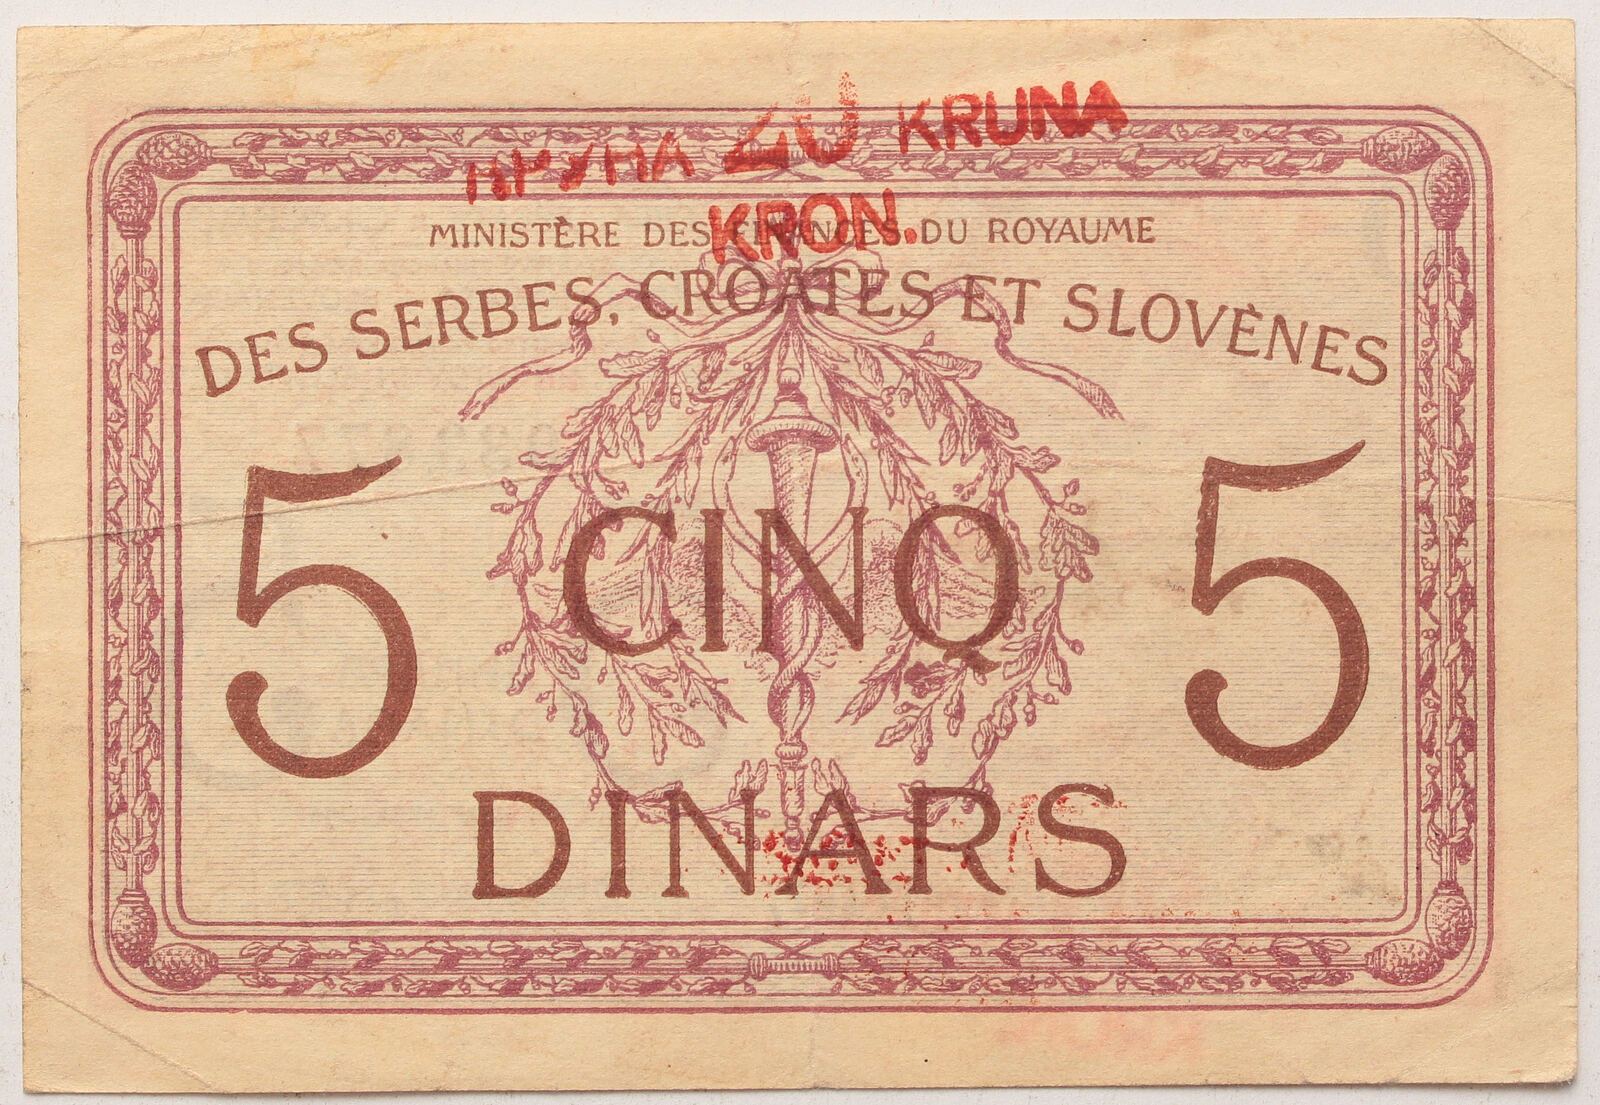 КРУНА 20 KRUNA
KRON.
MINISTÈRE DES FINANCES DU ROYAUME
DES SERBES, CROATES ET SLOVÈNES
5 CINQ 5
DINARS